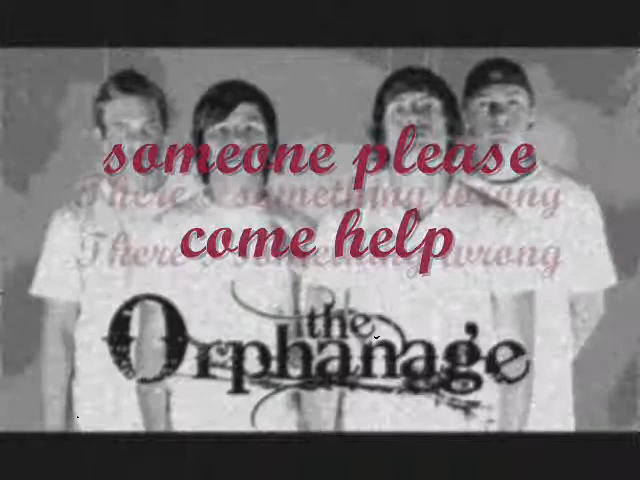 someone please
There's something wrong
come help
There's something wrong
the
Orphanage